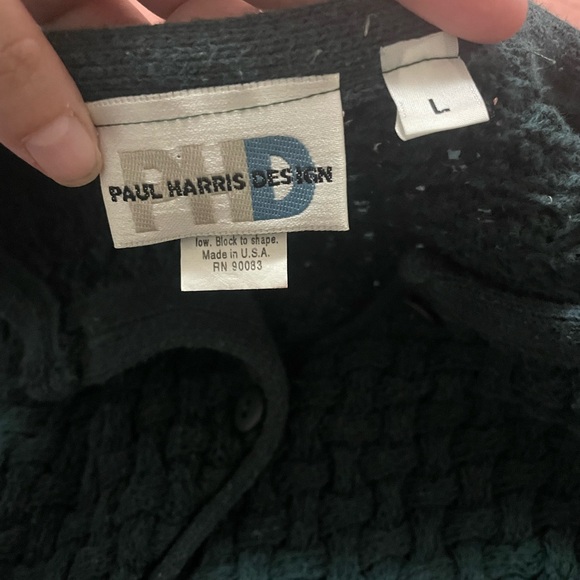 PHD
PAUL HARRIS DESIGN
L
low. Block to shape.
Made in U.S.A.
RN 90083